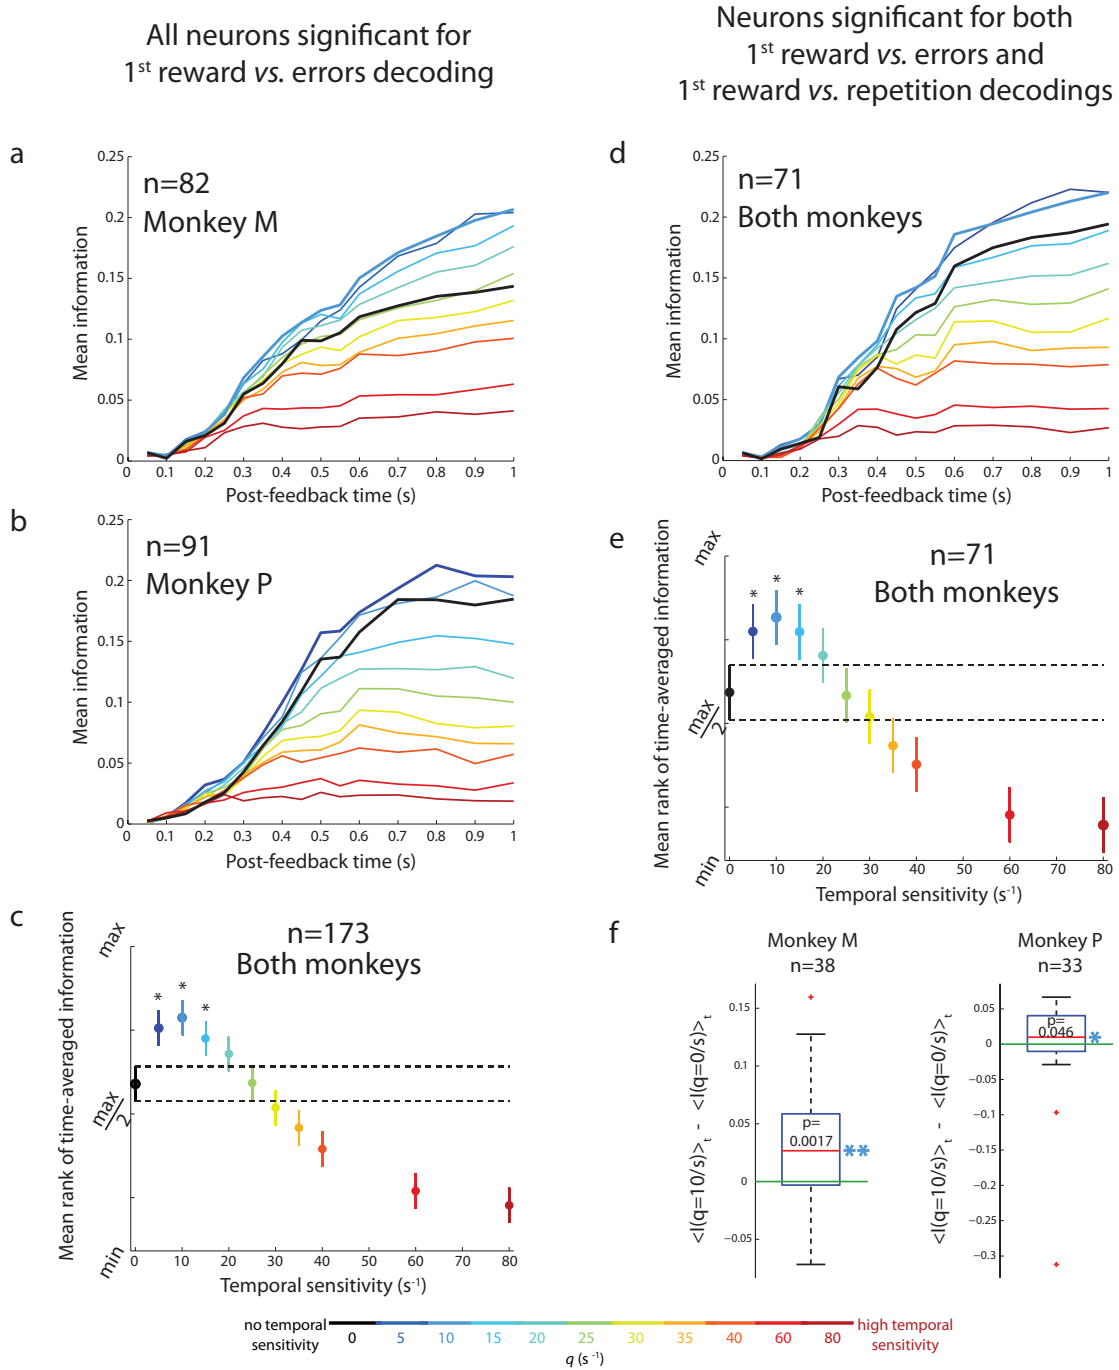 All neurons significant for
1st reward vs. errors decoding
Neurons significant for both
1st reward vs. errors and
1st reward vs. repetition decodings
a
0.25
0.2
0.15
0.1
0.05
0
Mean information
n=82
Monkey M
0 0.1 0.2 0.3 0.4 0.5 0.6 0.7 0.8 0.9 1
Post-feedback time (s)
d
0.25
0.2
0.15
0.1
0.05
0
Mean information
n=71
Both monkeys
0 0.1 0.2 0.3 0.4 0.5 0.6 0.7 0.8 0.9 1
Post-feedback time (s)
b
0.25
0.2
0.15
0.1
0.05
0
Mean information
n=91
Monkey P
0 0.1 0.2 0.3 0.4 0.5 0.6 0.7 0.8 0.9 1
Post-feedback time (s)
e
max
max
2
min
Mean rank of time-averaged information
n=71
Both monkeys
* * *
0 10 20 30 40 50 60 70 80
Temporal sensitivity (s-1)
c
max
max
2
min
Mean rank of time-averaged information
n=173
Both monkeys
* * *
0 10 20 30 40 50 60 70 80
Temporal sensitivity (s-1)
f
Monkey M
n=38
0.15
0.1
0.05
0
−0.05
<I(q=10/s)>t - <I(q=0/s)>t
p=
0.0017
**
Monkey P
n=33
0.05
0
−0.05
−0.1
−0.15
−0.2
−0.25
−0.3
<I(q=10/s)>t - <I(q=0/s)>t
p=
0.046
*
no temporal
sensitivity
0 5 10 15 20 25 30 35 40 60 80
high temporal
sensitivity
q (s -1)